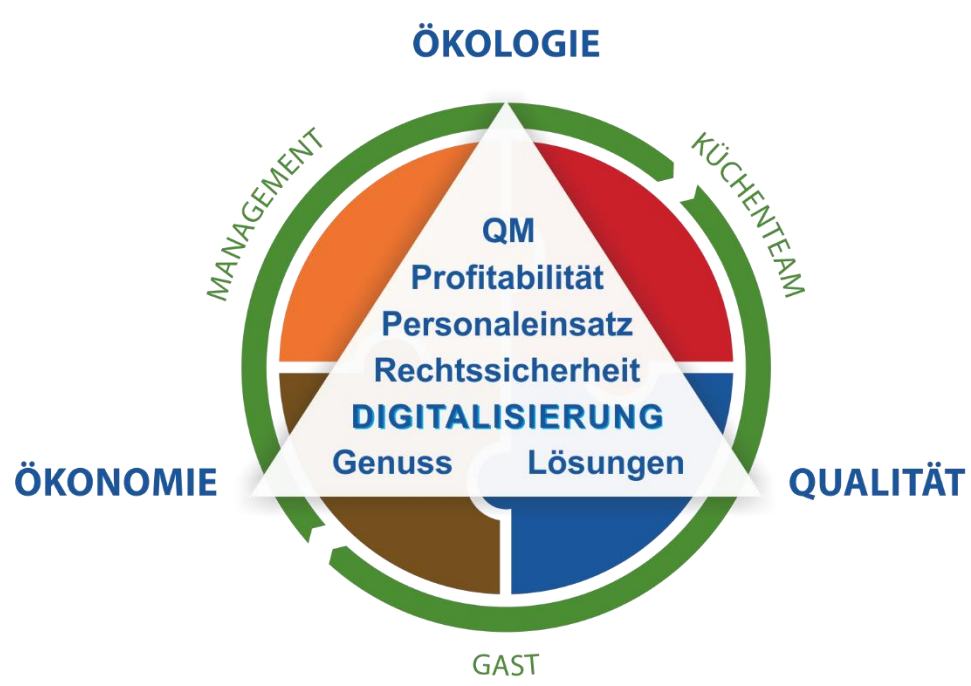 ÖKOLOGIE
MANAGEMENT
KÜCHENTEAM
QM
Profitabilität
Personaleinsatz
Rechtssicherheit
DIGITALISIERUNG
Genuss Lösungen
ÖKONOMIE
QUALITÄT
GAST